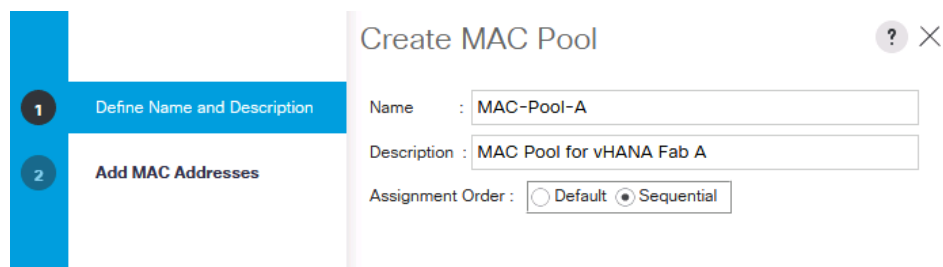 Create MAC Pool
?
1 Define Name and Description
2 Add MAC Addresses
Name : MAC-Pool-A
Description : MAC Pool for vHANA Fab A
Assignment Order : Default Sequential